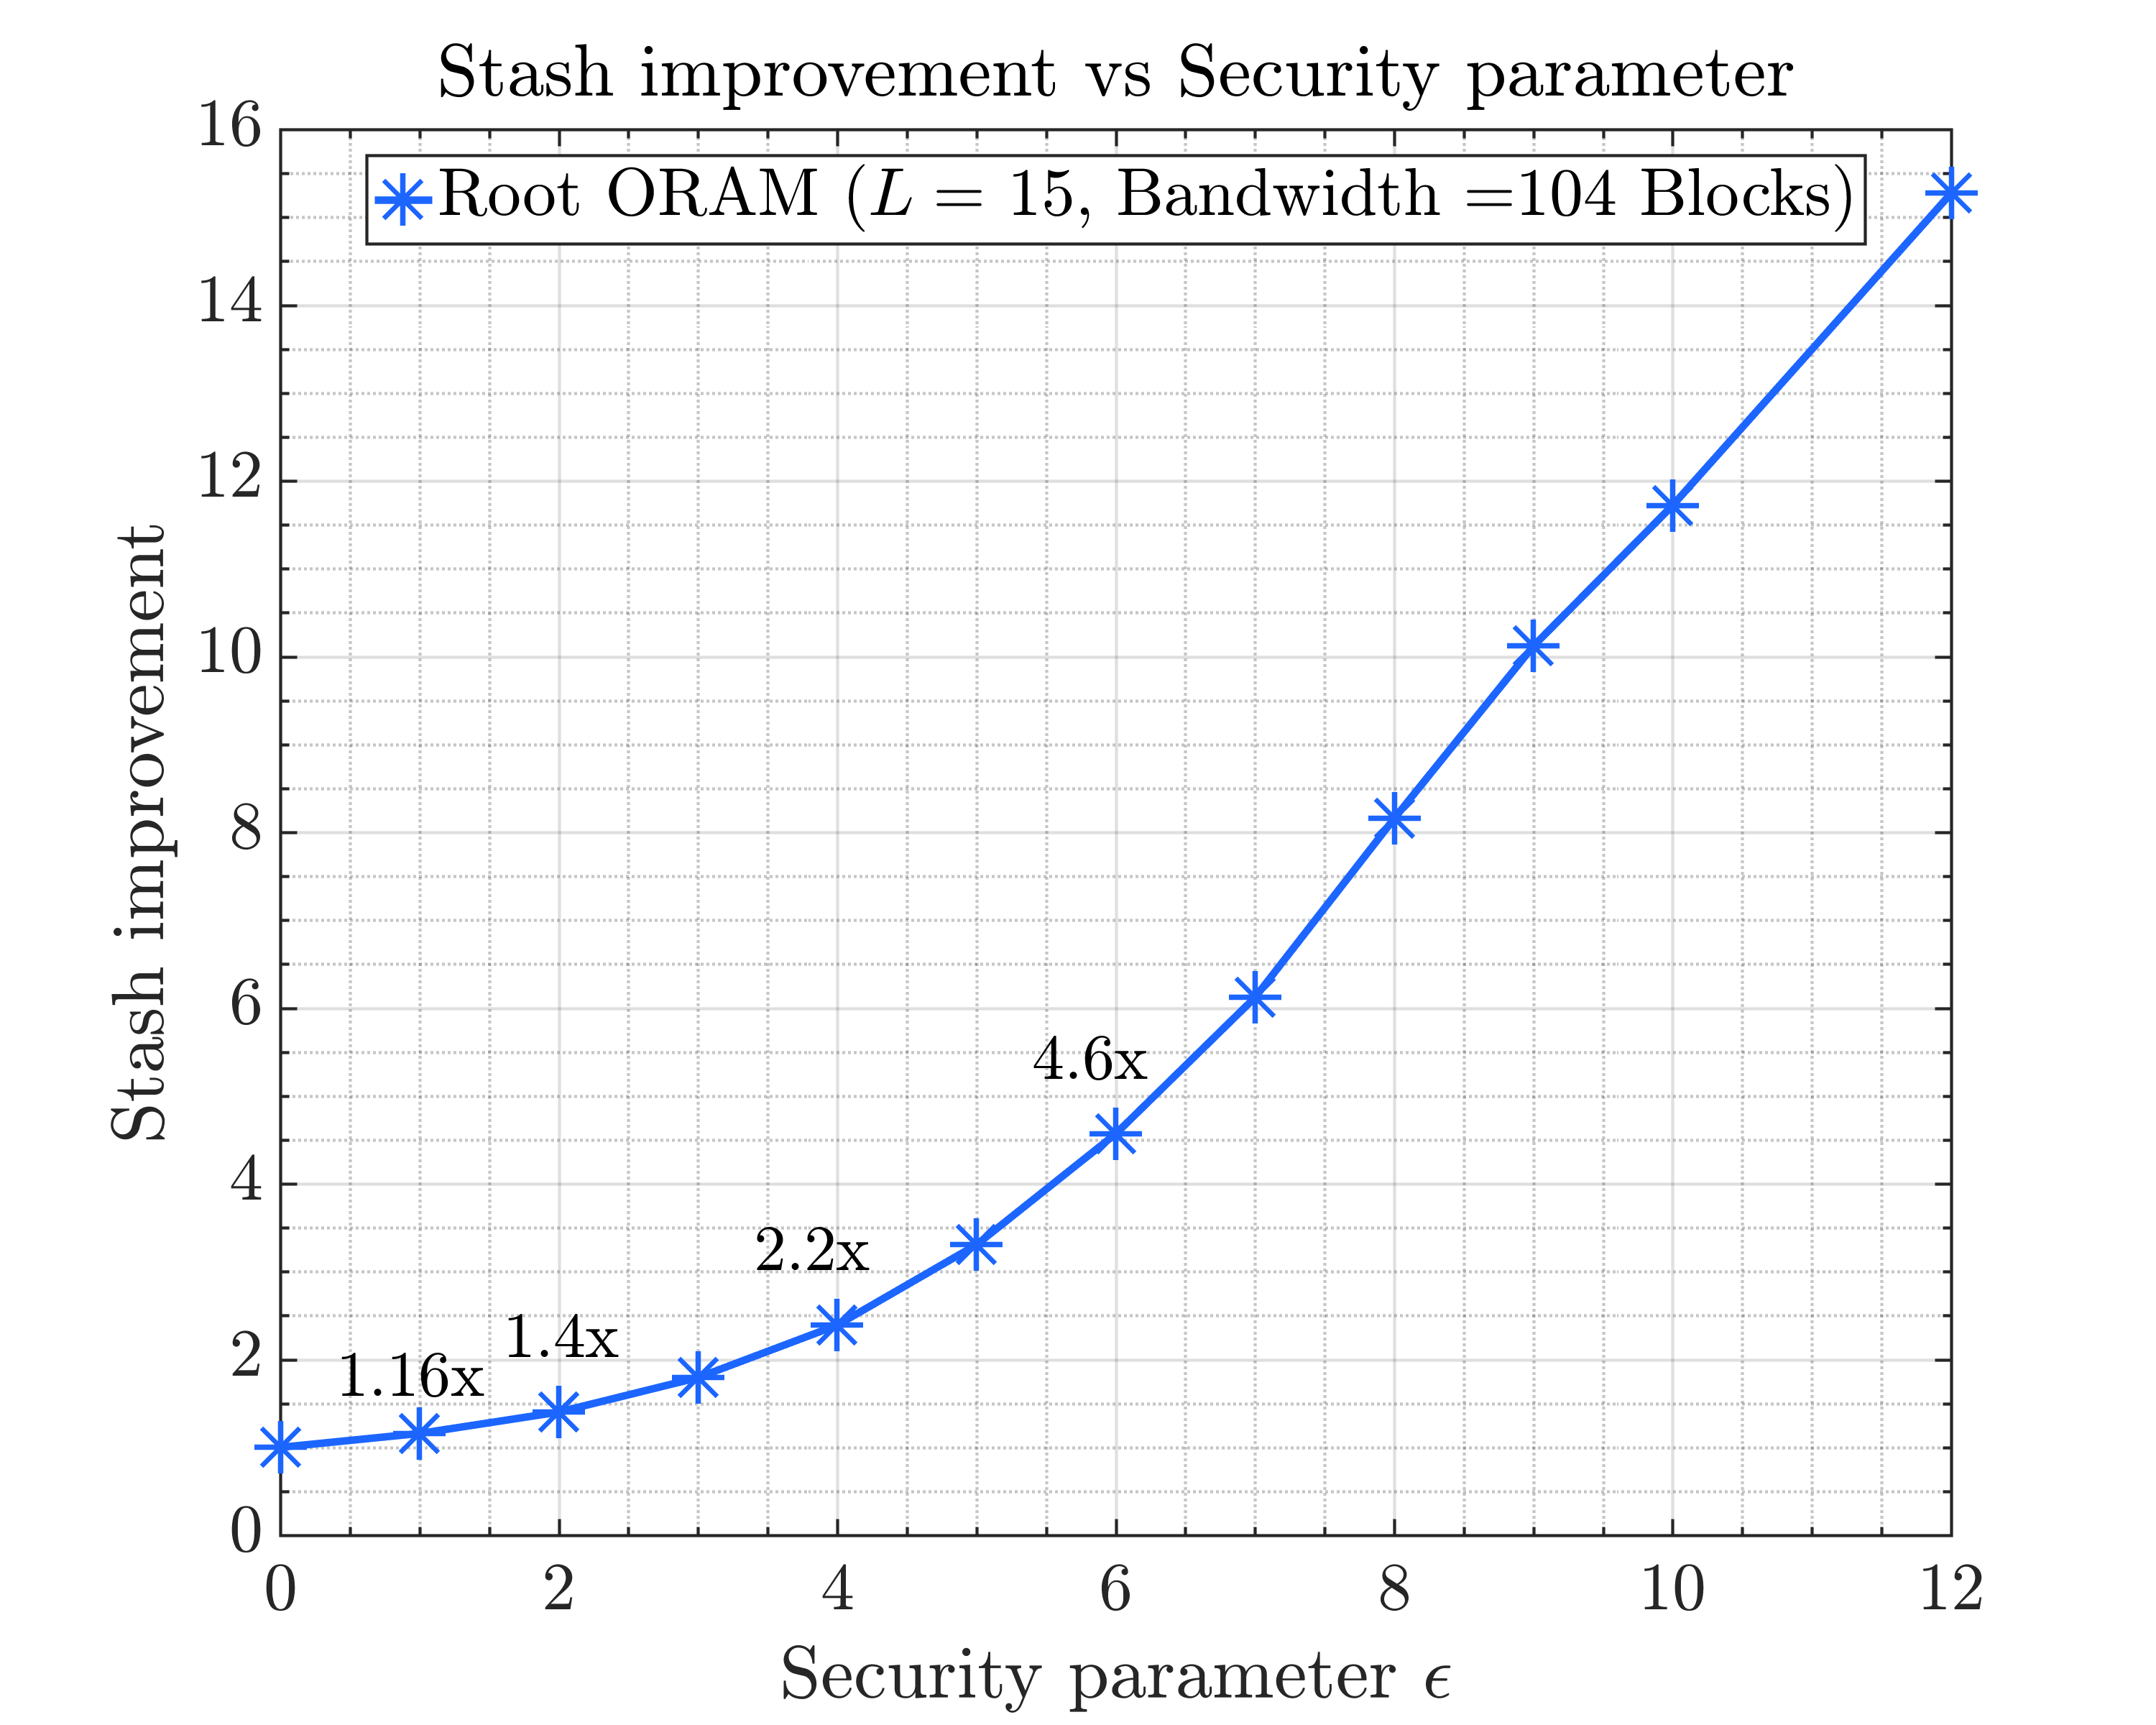 Stash improvement vs Security parameter
Root ORAM (L = 15, Bandwidth =104 Blocks)
16
14
12
10
8
6
4
2
0
Stash improvement
4.6x
2.2x
1.4x
1.16x
0 2 4 6 8 10 12
Security parameter ϵ